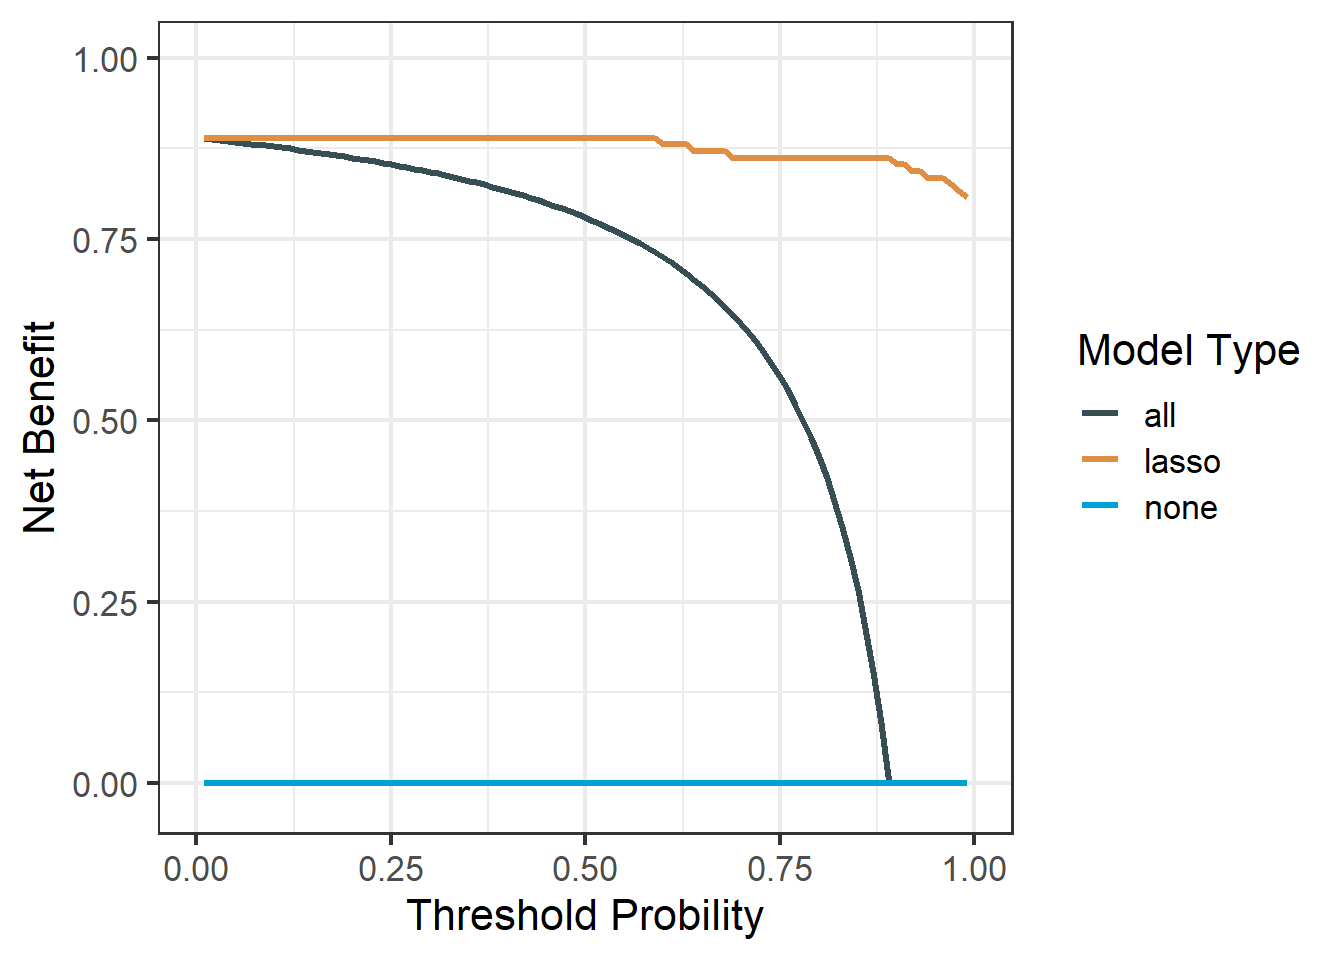 1.00
0.75
0.50
0.25
0.00
Net Benefit
0.00 0.25 0.50 0.75 1.00
Threshold Probility
Model Type
all
lasso
none